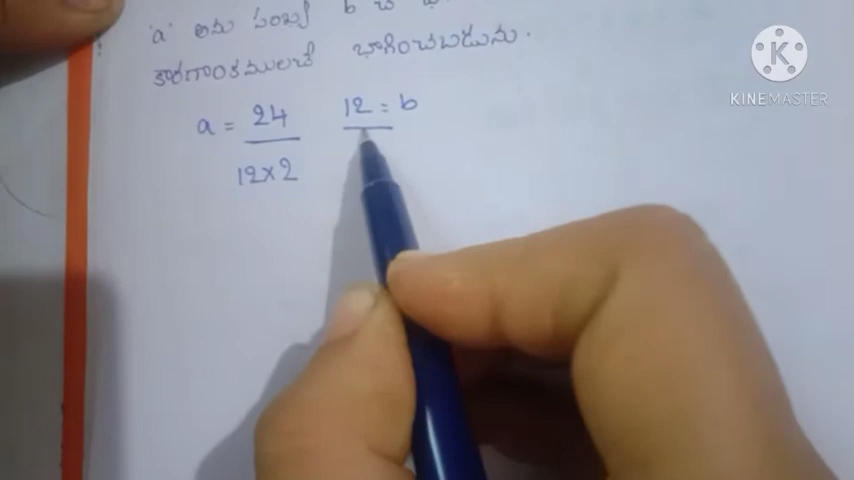 'a' అను సంఖ్య b చే
కారణాంకములచే భాగించబడును.
a = 24 12 = b
12×2
KINEMASTER